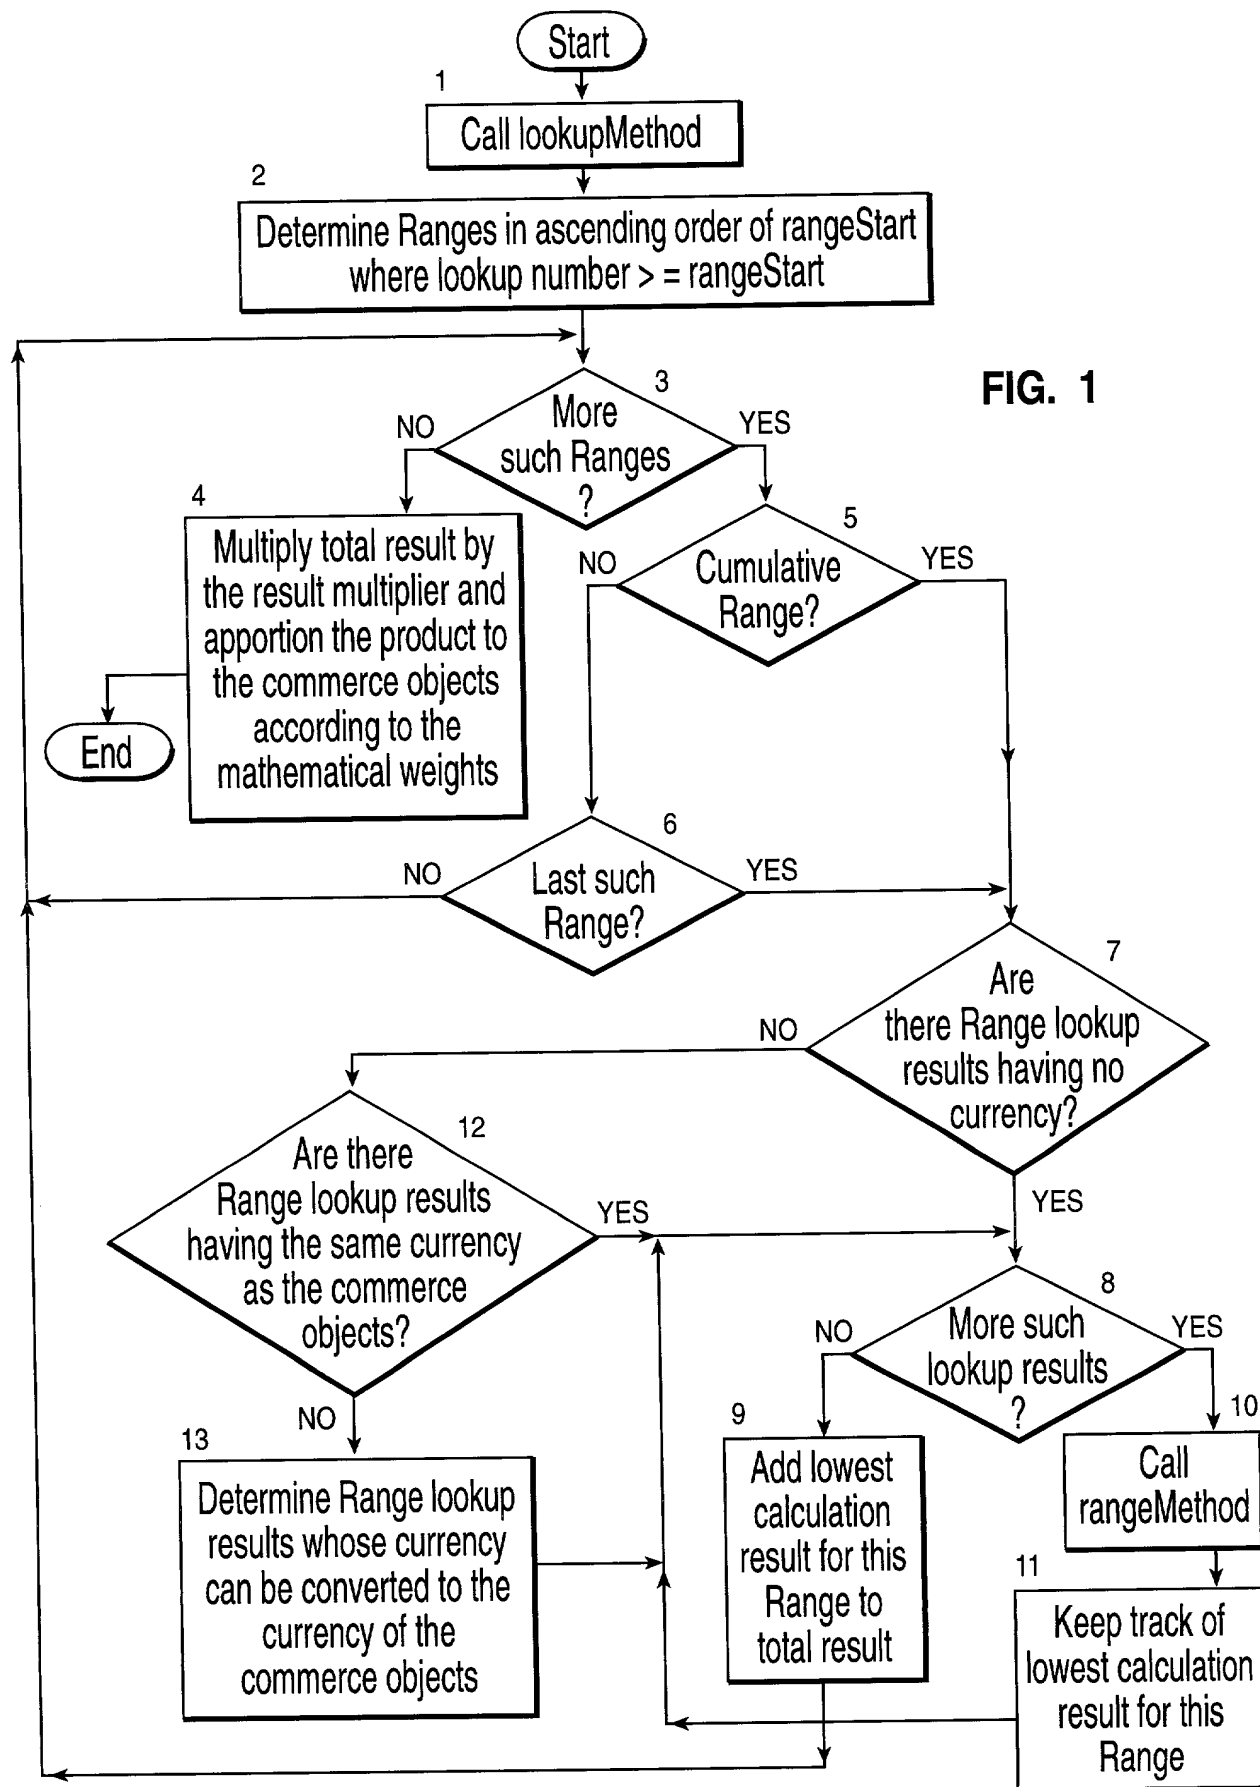 Start
1
Call lookupMethod
2
Determine Ranges in ascending order of rangeStart
where lookup number > = rangeStart
FIG. 1
3
More
such Ranges
?
NO
YES
4
Multiply total result by
the result multiplier and
apportion the product to
the commerce objects
according to the
mathematical weights
End
5
Cumulative
Range?
NO
YES
6
Last such
Range?
NO
YES
7
Are
there Range lookup
results having no
currency?
NO
YES
12
Are there
Range lookup results
having the same currency
as the commerce
objects?
YES
NO
8
More such
lookup results
?
NO
YES
13
Determine Range lookup
results whose currency
can be converted to the
currency of the
commerce objects
9
Add lowest
calculation
result for this
Range to
total result
10
Call
rangeMethod
11
Keep track of
lowest calculation
result for this
Range